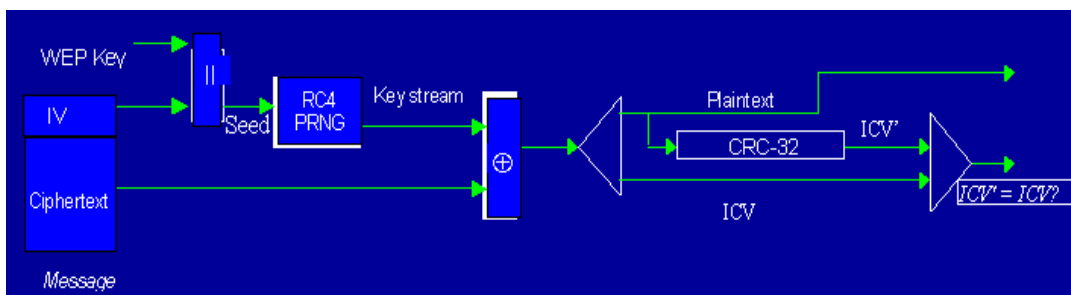 WEP Key
IV
Ciphertext
Message
||
Seed
RC4
PRNG
Key stream
⊕
Plaintext
CRC-32
ICV'
ICV
ICV' = ICV?